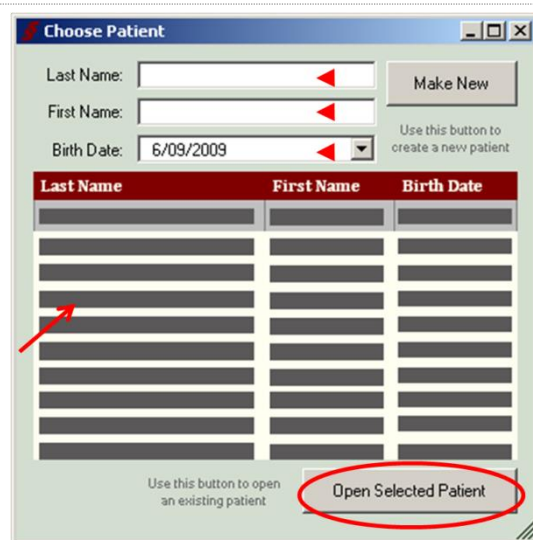 Choose Patient
Last Name:
Make New
First Name:
Use this button to
create a new patient
Birth Date: 6/09/2009
Last Name First Name Birth Date
Use this button to open
an existing patient
Open Selected Patient